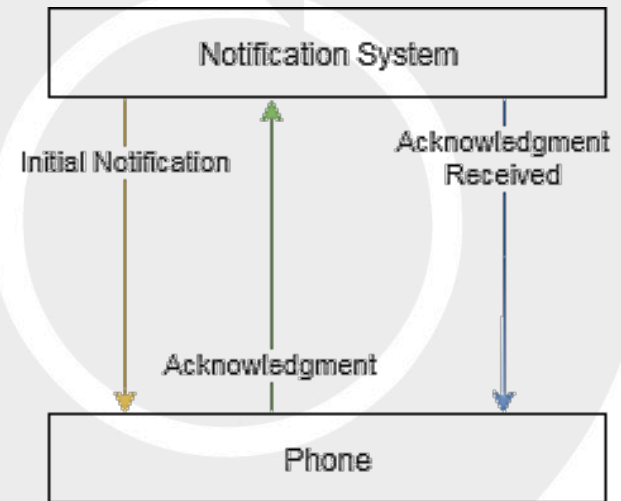 Notification System
Initial Notification
Acknowledgment
Received
Acknowledgment
Phone